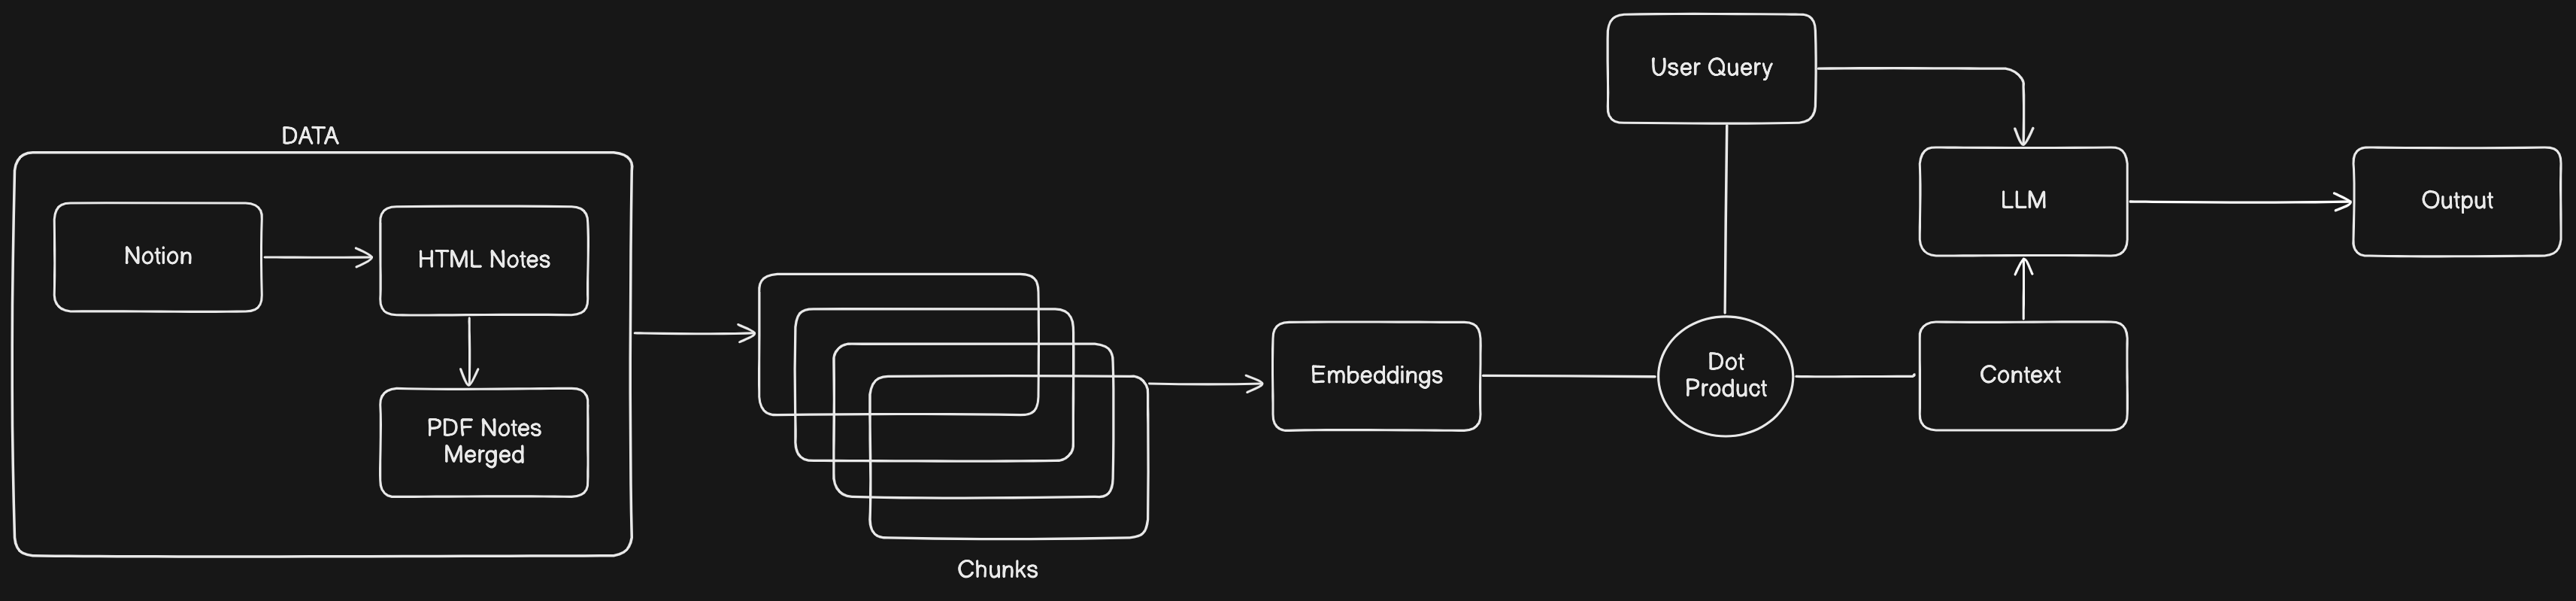 DATA
Notion
HTML Notes
PDF Notes
Merged
Chunks
Embeddings
User Query
Dot
Product
Context
LLM
Output